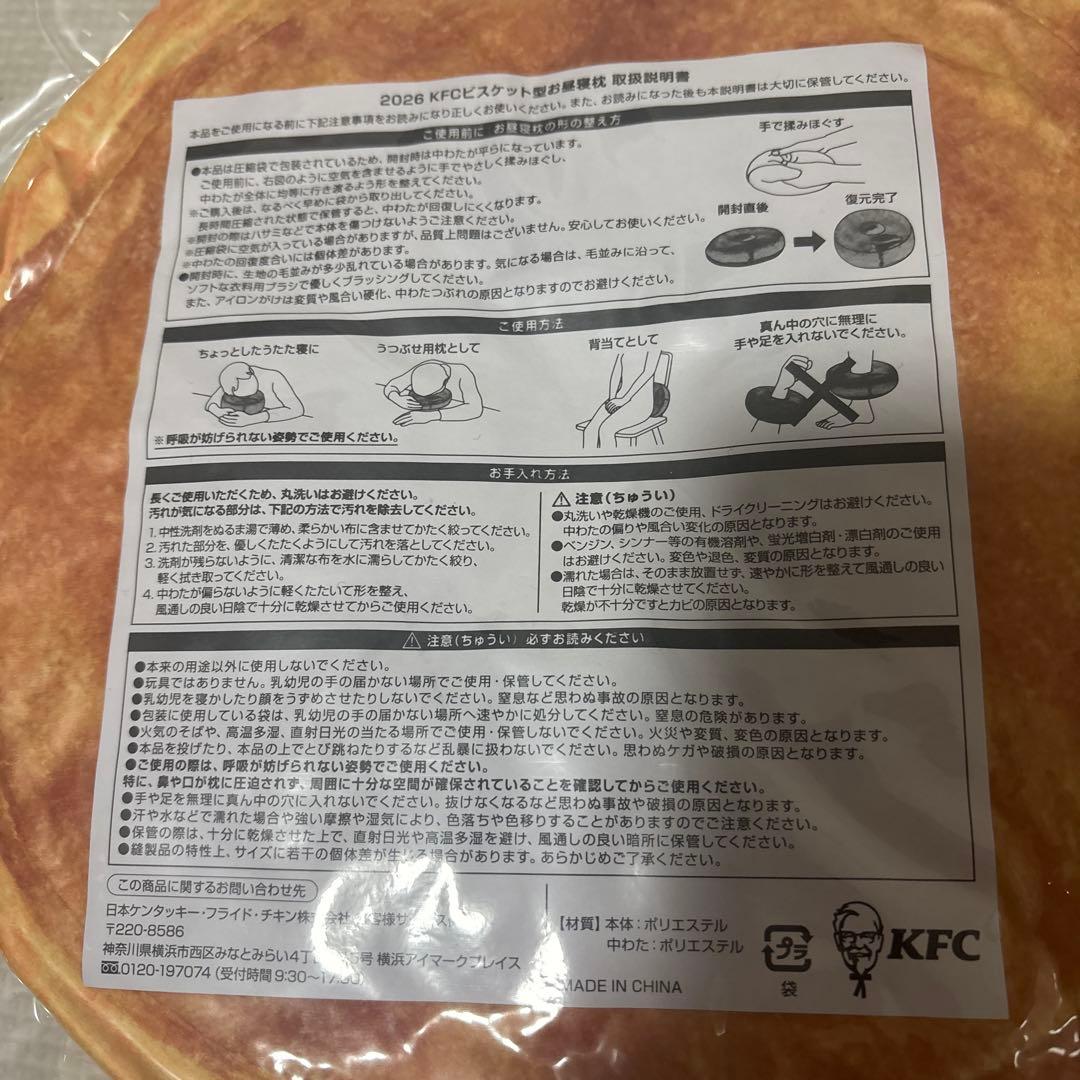 2026 KFCビスケット型お昼寝枕 取扱説明書
本品をご使用になる前に下記注意事項をお読みになり正しくお使いください。また、お読みになった後も本説明書は大切に保管してください。
ご使用前に お昼寝枕の形の整え方
●本品は圧縮袋で包装されているため、開封時は中わたが平らになっています。
ご使用前に、右図のように空気を含ませるように手でやさしく揉みほぐし、
中わたが全体に均等に行き渡るよう形を整えてください。
※ご購入後は、なるべく早めに袋から取り出してください。
長時間圧縮された状態で保管すると、中わたが回復しにくくなります。
※開封の際はハサミなどで本体を傷つけないようご注意ください。
※圧縮袋に空気が入っている場合がありますが、品質上問題はございません。安心してお使いください。
※中わたの回復度合いには個体差があります。
●開封時に、生地の毛並みが多少乱れている場合があります。気になる場合は、毛並みに沿って、
ソフトな衣料用ブラシで優しくブラッシングしてください。
また、アイロンがけは変質や風合い硬化、中わたつぶれの原因となりますのでお避けください。
手で揉みほぐす
開封直後
復元完了
ご使用方法
ちょっとしたうたた寝に
うつぶせ用枕として
背当てとして
真ん中の穴に無理に
手や足を入れないでください。
※呼吸が妨げられない姿勢でご使用ください。
お手入れ方法
長くご使用いただくため、丸洗いはお避けください。
汚れが気になる部分は、下記の方法で汚れを除去してください。
1. 中性洗剤をぬるま湯で薄め、柔らかい布に含ませてかたく絞ってください。
2. 汚れた部分を、優しくたたくようにして汚れを落としてください。
3. 洗剤が残らないように、清潔な布を水に濡らしてかたく絞り、
軽く拭き取ってください。
4. 中わたが偏らないように軽くたたいて形を整え、
風通しの良い日陰で十分に乾燥させてからご使用ください。
⚠ 注意(ちゅうい)
●丸洗いや乾燥機のご使用、ドライクリーニングはお避けください。
中わたの偏りや風合い変化の原因となります。
●ベンジン、シンナー等の有機溶剤や、蛍光増白剤・漂白剤のご使用
はお避けください。変色や退色、変質の原因となります。
●濡れた場合は、そのまま放置せず、速やかに形を整えて風通しの良い
日陰で十分に乾燥させてください。
乾燥が不十分ですとカビの原因となります。
⚠ 注意(ちゅうい) 必ずお読みください
●本来の用途以外に使用しないでください。
●玩具ではありません。乳幼児の手の届かない場所でご使用・保管してください。
●乳幼児を寝かしたり顔をうずめさせたりしないでください。窒息など思わぬ事故の原因となります。
●包装に使用している袋は、乳幼児の手の届かない場所へ速やかに処分してください。窒息の危険があります。
●火気のそばや、高温多湿、直射日光の当たる場所でご使用・保管しないでください。火災や変質、変色の原因となります。
●本品を投げたり、本品の上でとび跳ねたりするなど乱暴に扱わないでください。思わぬケガや破損の原因となります。
●ご使用の際は、呼吸が妨げられない姿勢でご使用ください。
特に、鼻や口が枕に圧迫されず、周囲に十分な空間が確保されていることを確認してからご使用ください。
●手や足を無理に真ん中の穴に入れないでください。抜けなくなるなど思わぬ事故や破損の原因となります。
●汗や水などで濡れた場合や強い摩擦や湿気により、色落ちや色移りすることがありますのでご注意ください。
●保管の際は、十分に乾燥させた上で、直射日光や高温多湿を避け、風通しの良い暗所に保管してください。
●縫製品の特性上、サイズに若干の個体差が生じる場合があります。あらかじめご了承ください。
この商品に関するお問い合わせ先
日本ケンタッキー・フライド・チキン株式会社 お客様サービス
〒220-8586
神奈川県横浜市西区みなとみらい4丁 5号 横浜アイマークプレイス
0120-197074 (受付時間 9:30〜17:30)
【材質】本体:ポリエステル
中わた:ポリエステル
MADE IN CHINA
プラ
袋
KFC